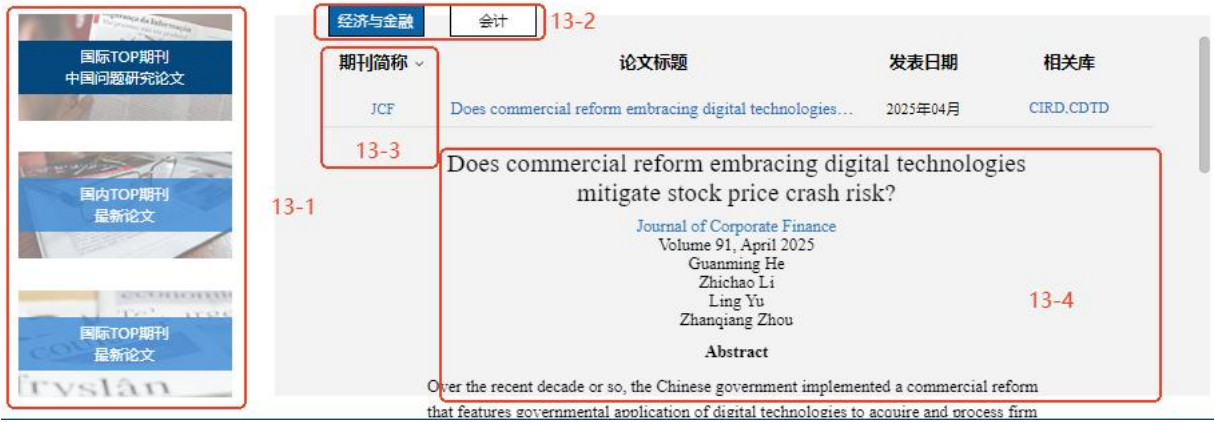 国际TOP期刊
中国问题研究论文
国内TOP期刊
最新论文
国际TOP期刊
最新论文
13-1
经济与金融 会计 13-2
期刊简称 论文标题 发表日期 相关库
JCF Does commercial reform embracing digital technologies... 2025年04月 CIRD,CDTD
13-3
Does commercial reform embracing digital technologies
mitigate stock price crash risk?
Journal of Corporate Finance
Volume 91, April 2025
Guanming He
Zhichao Li
Ling Yu
Zhanqiang Zhou
13-4
Abstract
Over the recent decade or so, the Chinese government implemented a commercial reform
that features governmental application of digital technologies to acquire and process firm